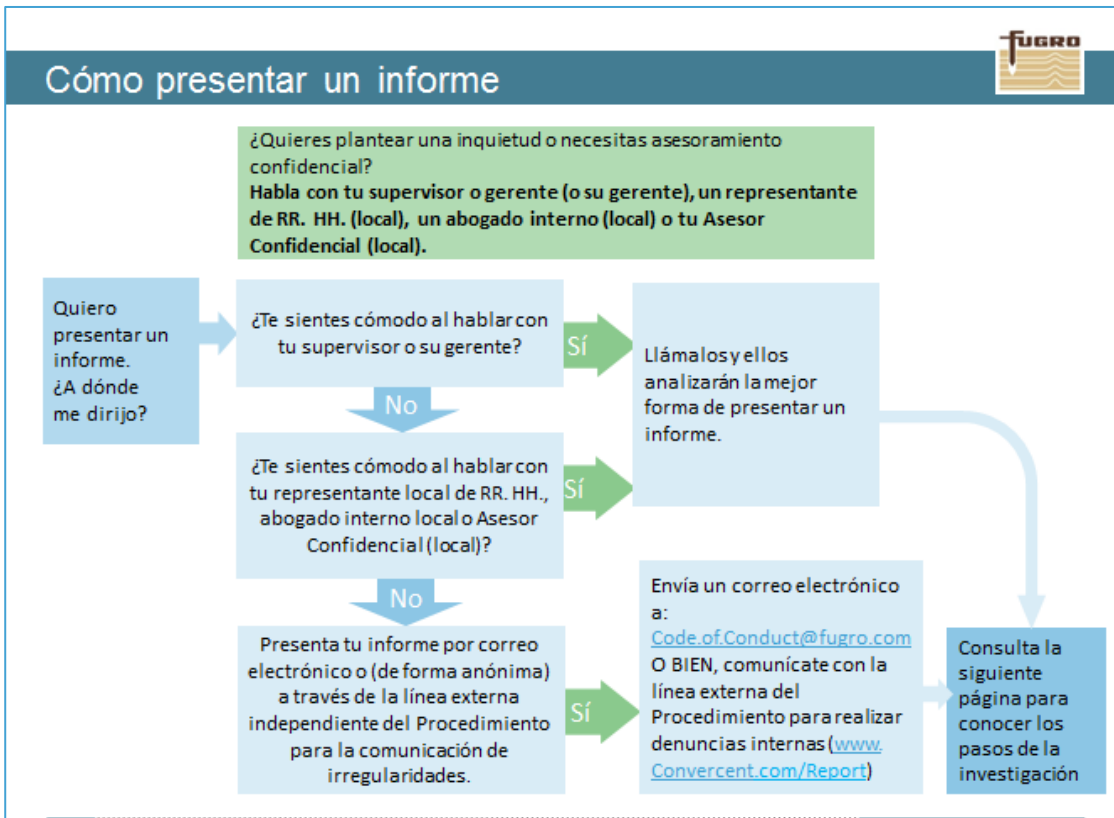 fugro
Cómo presentar un informe
¿Quieres plantear una inquietud o necesitas asesoramiento
confidencial?
Habla con tu supervisor o gerente (o su gerente), un representante
de RR. HH. (local), un abogado interno (local) o tu Asesor
Confidencial (local).
Quiero
presentar un
informe.
¿A dónde
me dirijo?
¿Te sientes cómodo al hablar con
tu supervisor o su gerente?
Sí
Llámalos y ellos
analizarán la mejor
forma de presentar un
informe.
No
¿Te sientes cómodo al hablar con
tu representante local de RR. HH.,
abogado interno local o Asesor
Confidencial (local)?
Sí
No
Presenta tu informe por correo
electrónico o (de forma anónima)
a través de la línea externa
independiente del Procedimiento
para la comunicación de
irregularidades.
Sí
Envía un correo electrónico
a:
Code.of.Conduct@fugro.com
O BIEN, comunícate con la
línea externa del
Procedimiento para realizar
denuncias internas (www.
Convercent.com/Report)
Consulta la
siguiente
página para
conocer los
pasos de la
investigación